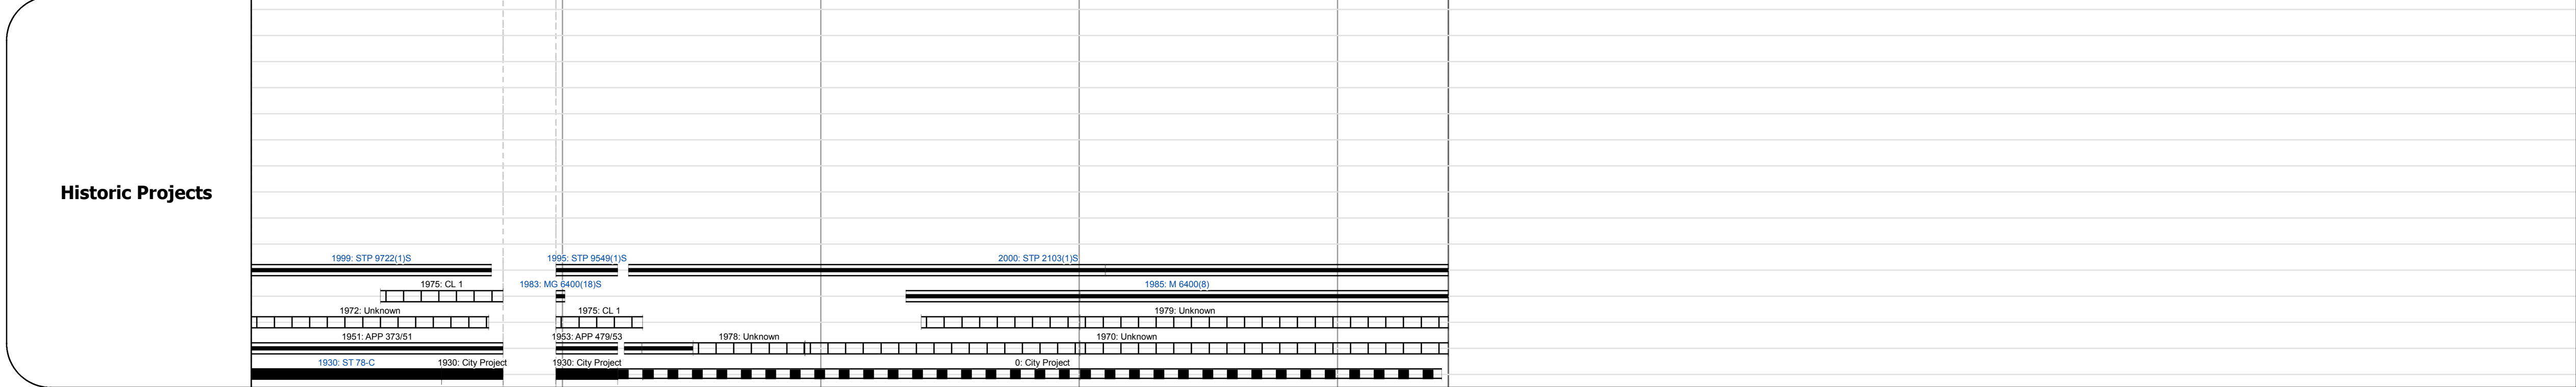 Historic Projects
1999: STP 9722(1)S
1995: STP 9549(1)S
2000: STP 2103(1)S
1975: CL 1
1983: MG 6400(18)S
1985: M 6400(8)
1972: Unknown
1975: CL 1
1979: Unknown
1951: APP 373/51
1953: APP 479/53
1978: Unknown
1970: Unknown
1930: ST 78-C
1930: City Project
1930: City Project
0: City Project